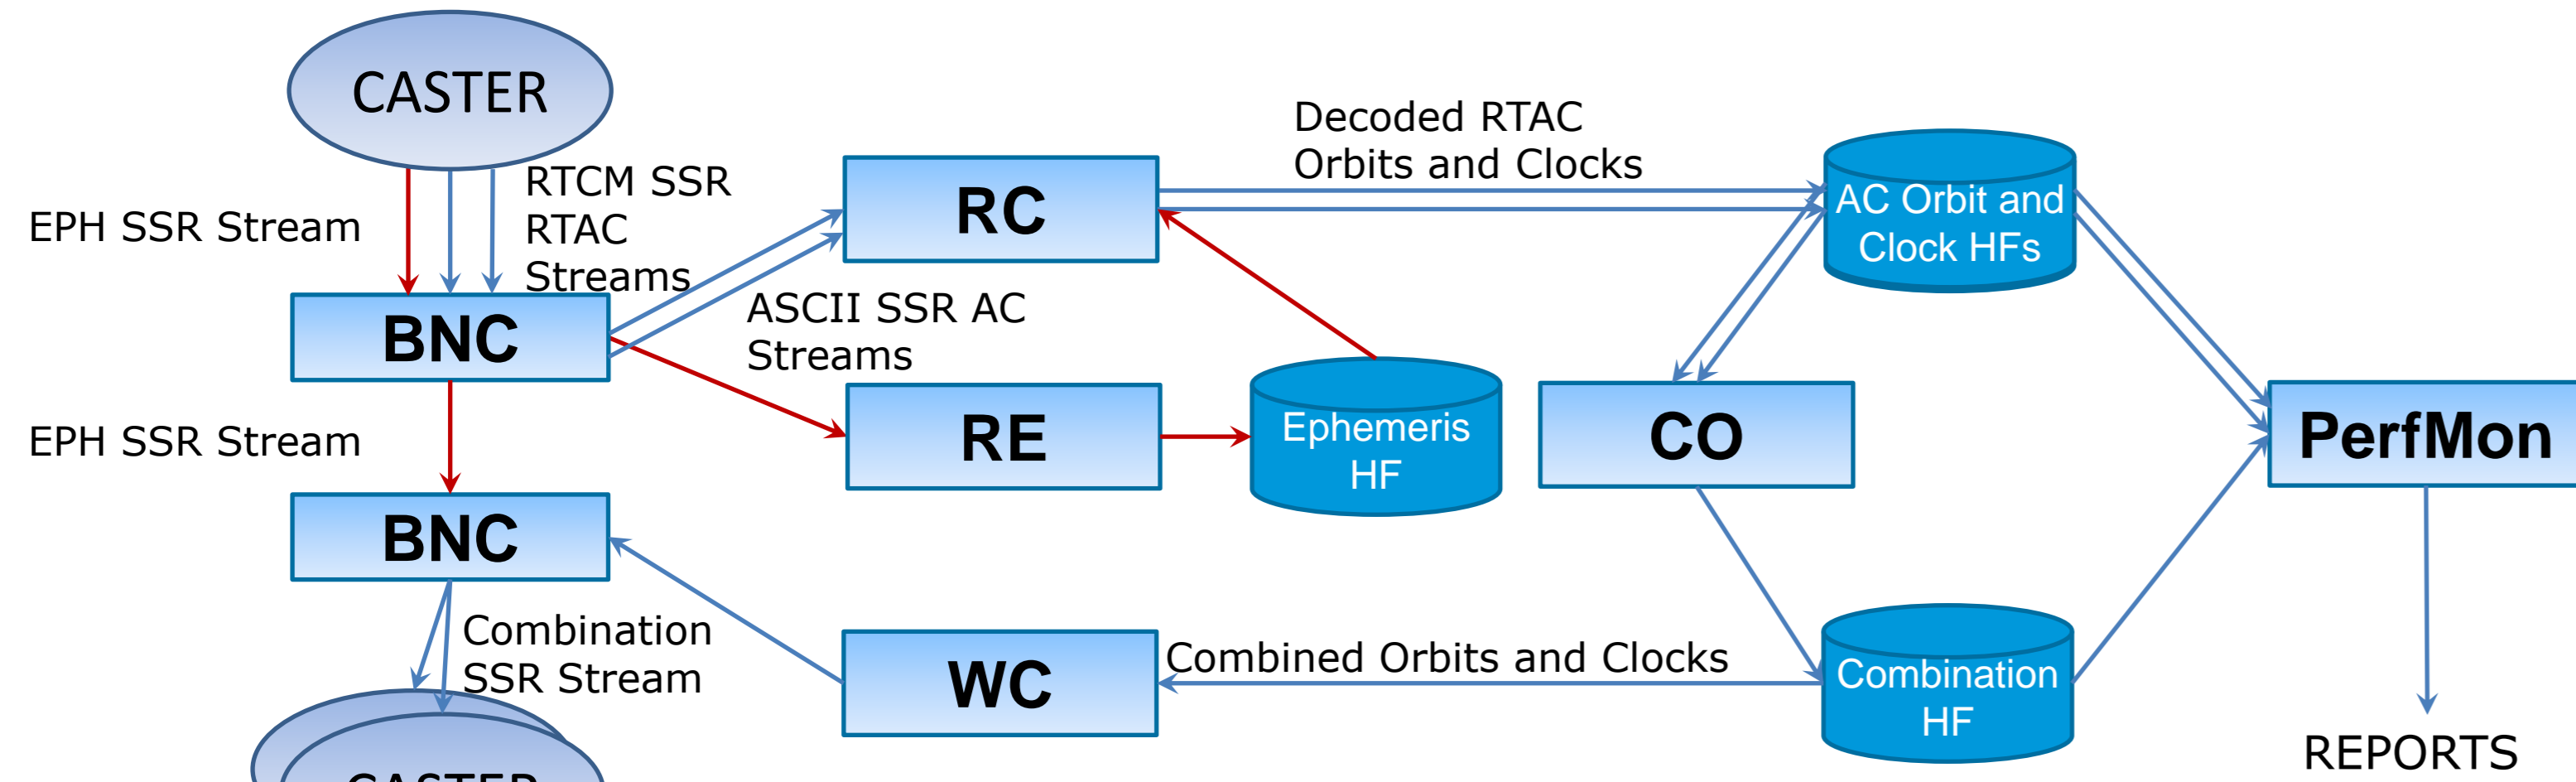 CASTER
EPH SSR Stream
RTCM SSR
RTAC
Streams
BNC
RC
Decoded RTAC
Orbits and Clocks
AC Orbit and
Clock HFs
ASCII SSR AC
Streams
RE
Ephemeris
HF
CO
PerfMon
EPH SSR Stream
BNC
Combination
SSR Stream
WC
Combined Orbits and Clocks
Combination
HF
REPORTS
CASTER